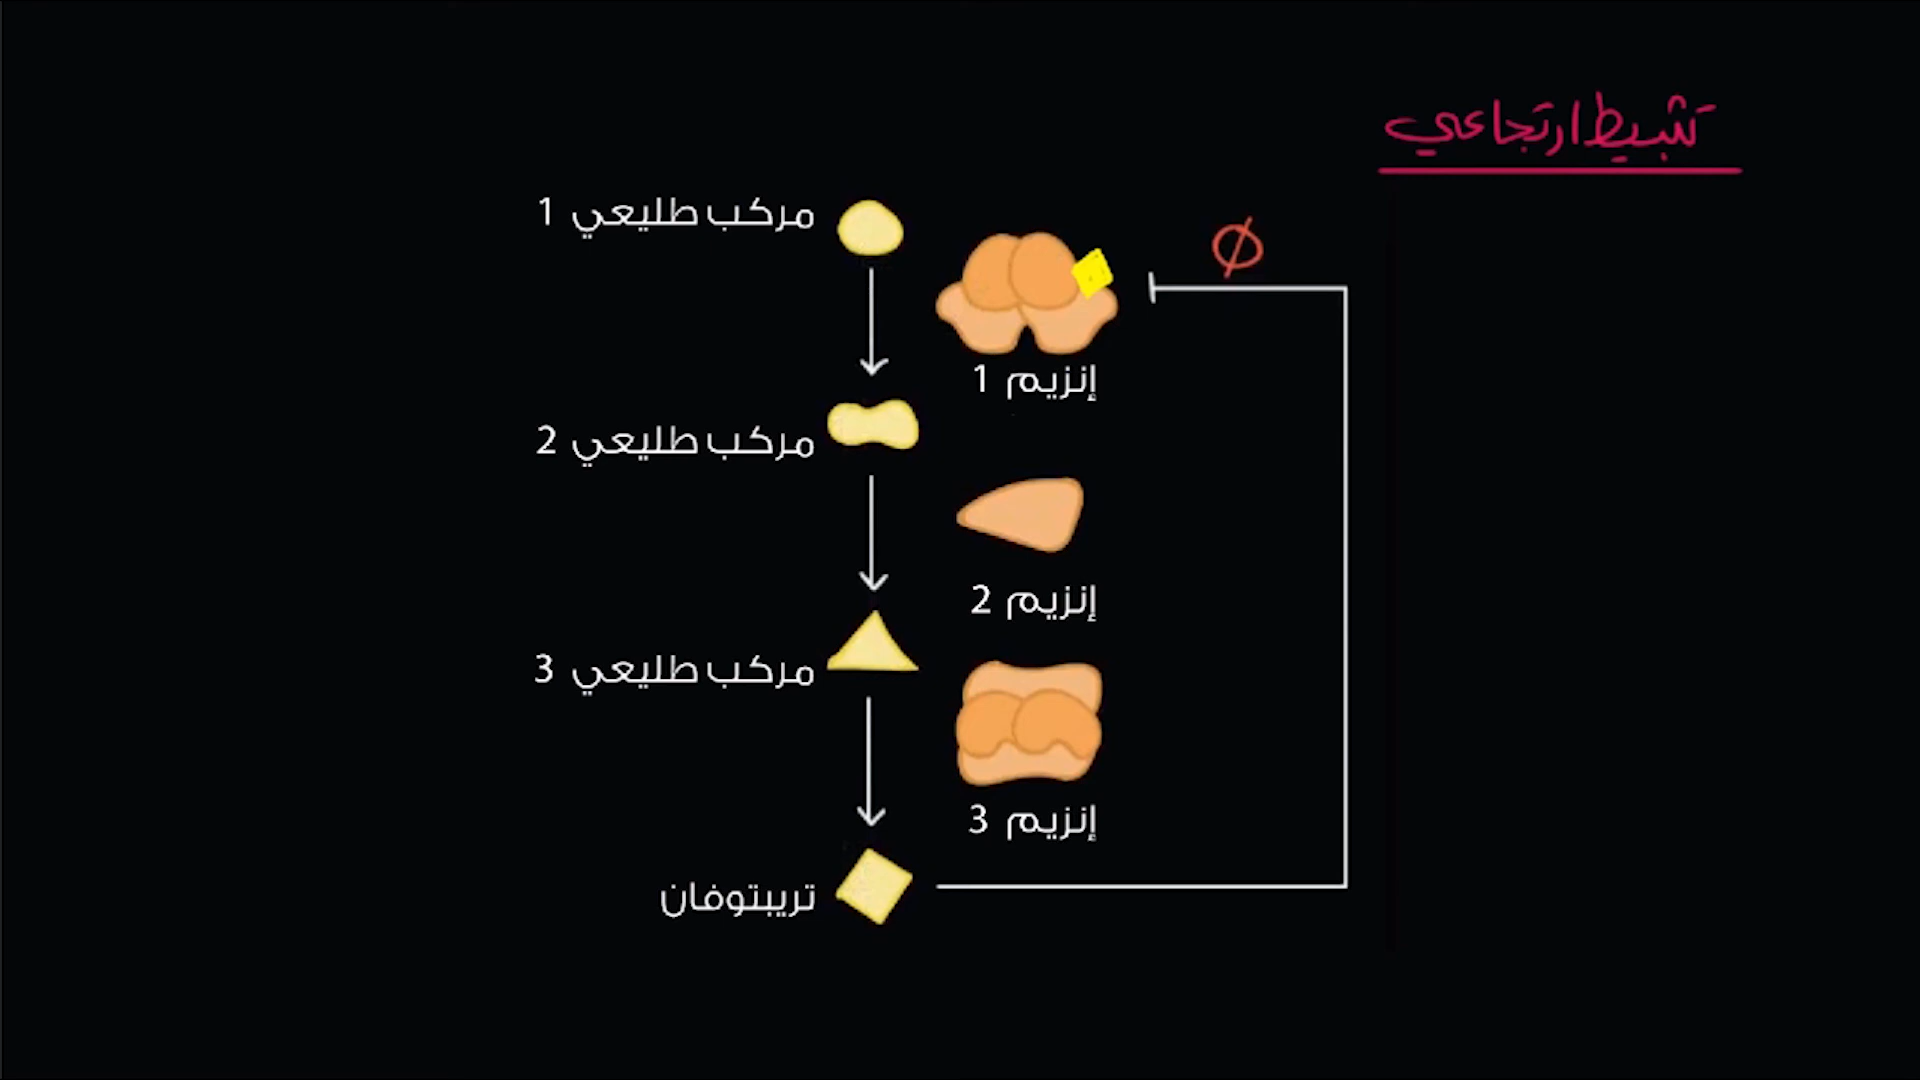 تثبيط ارتجاعي
مركب طليعي 1
إنزيم 1
مركب طليعي 2
إنزيم 2
مركب طليعي 3
إنزيم 3
تريبتوفان